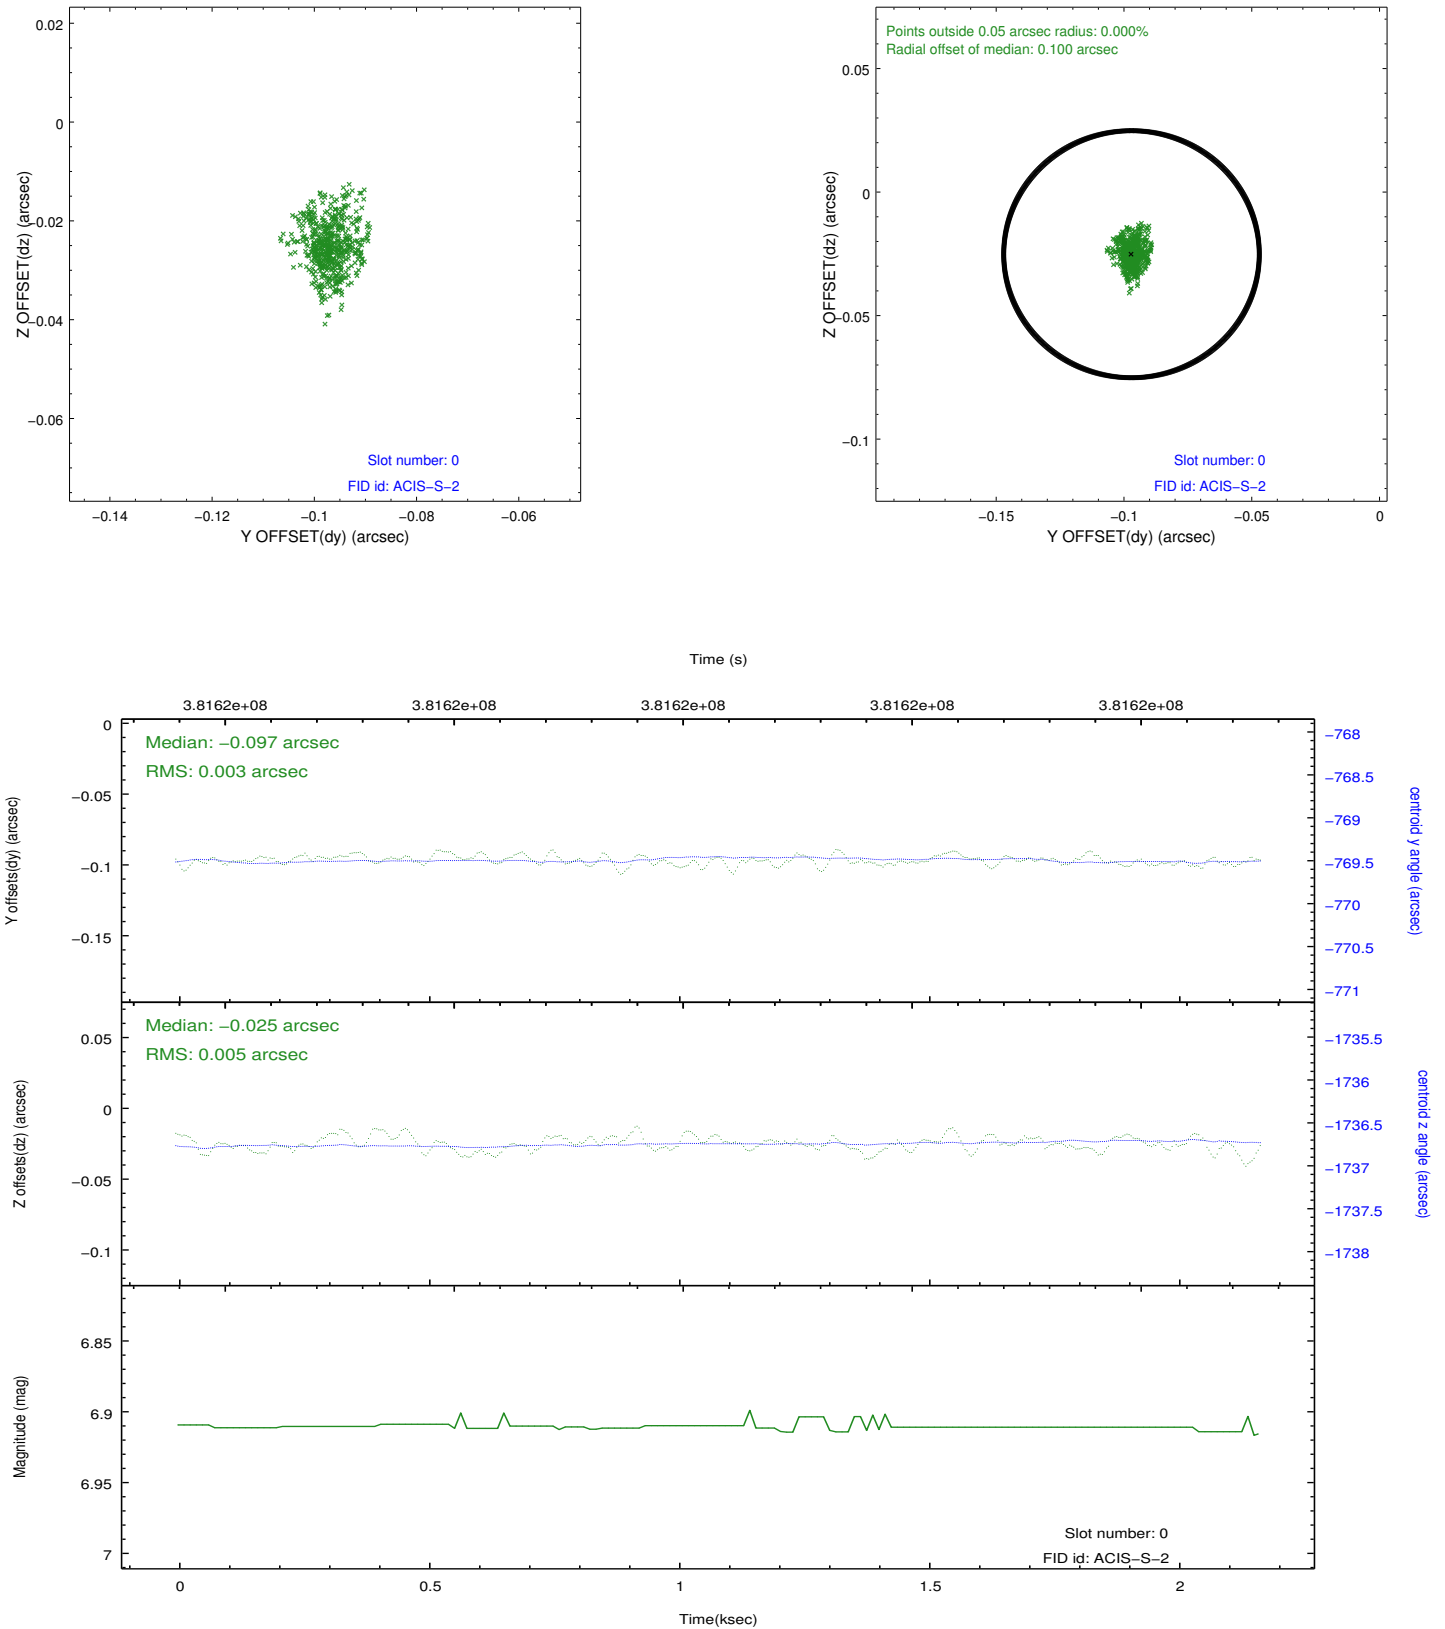 0.02
0
−0.02
−0.04
−0.06
Z OFFSET(dz) (arcsec)
Slot number: 0
FID id: ACIS−S−2
−0.14 −0.12 −0.1 −0.08 −0.06
Y OFFSET(dy) (arcsec)
Points outside 0.05 arcsec radius: 0.000%
Radial offset of median: 0.100 arcsec
0.05
0
−0.05
−0.1
Z OFFSET(dz) (arcsec)
Slot number: 0
FID id: ACIS−S−2
−0.15 −0.1 −0.05 0
Y OFFSET(dy) (arcsec)
Time (s)
3.8162e+08 3.8162e+08 3.8162e+08 3.8162e+08 3.8162e+08
Median: −0.097 arcsec
RMS: 0.003 arcsec
0
−0.05
−0.1
−0.15
Y offsets(dy) (arcsec)
−768
−768.5
−769
−769.5
−770
−770.5
−771
centroid y angle (arcsec)
Median: −0.025 arcsec
RMS: 0.005 arcsec
0.05
0
−0.05
−0.1
Z offsets(dz) (arcsec)
−1735.5
−1736
−1736.5
−1737
−1737.5
−1738
centroid z angle (arcsec)
6.85
6.9
6.95
7
Magnitude (mag)
Slot number: 0
FID id: ACIS−S−2
0 0.5 1 1.5 2
Time(ksec)